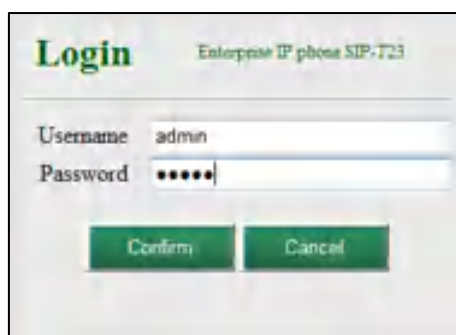 Login Enterprise IP phone SIP-T23
Username admin
Password •••••
Confirm Cancel